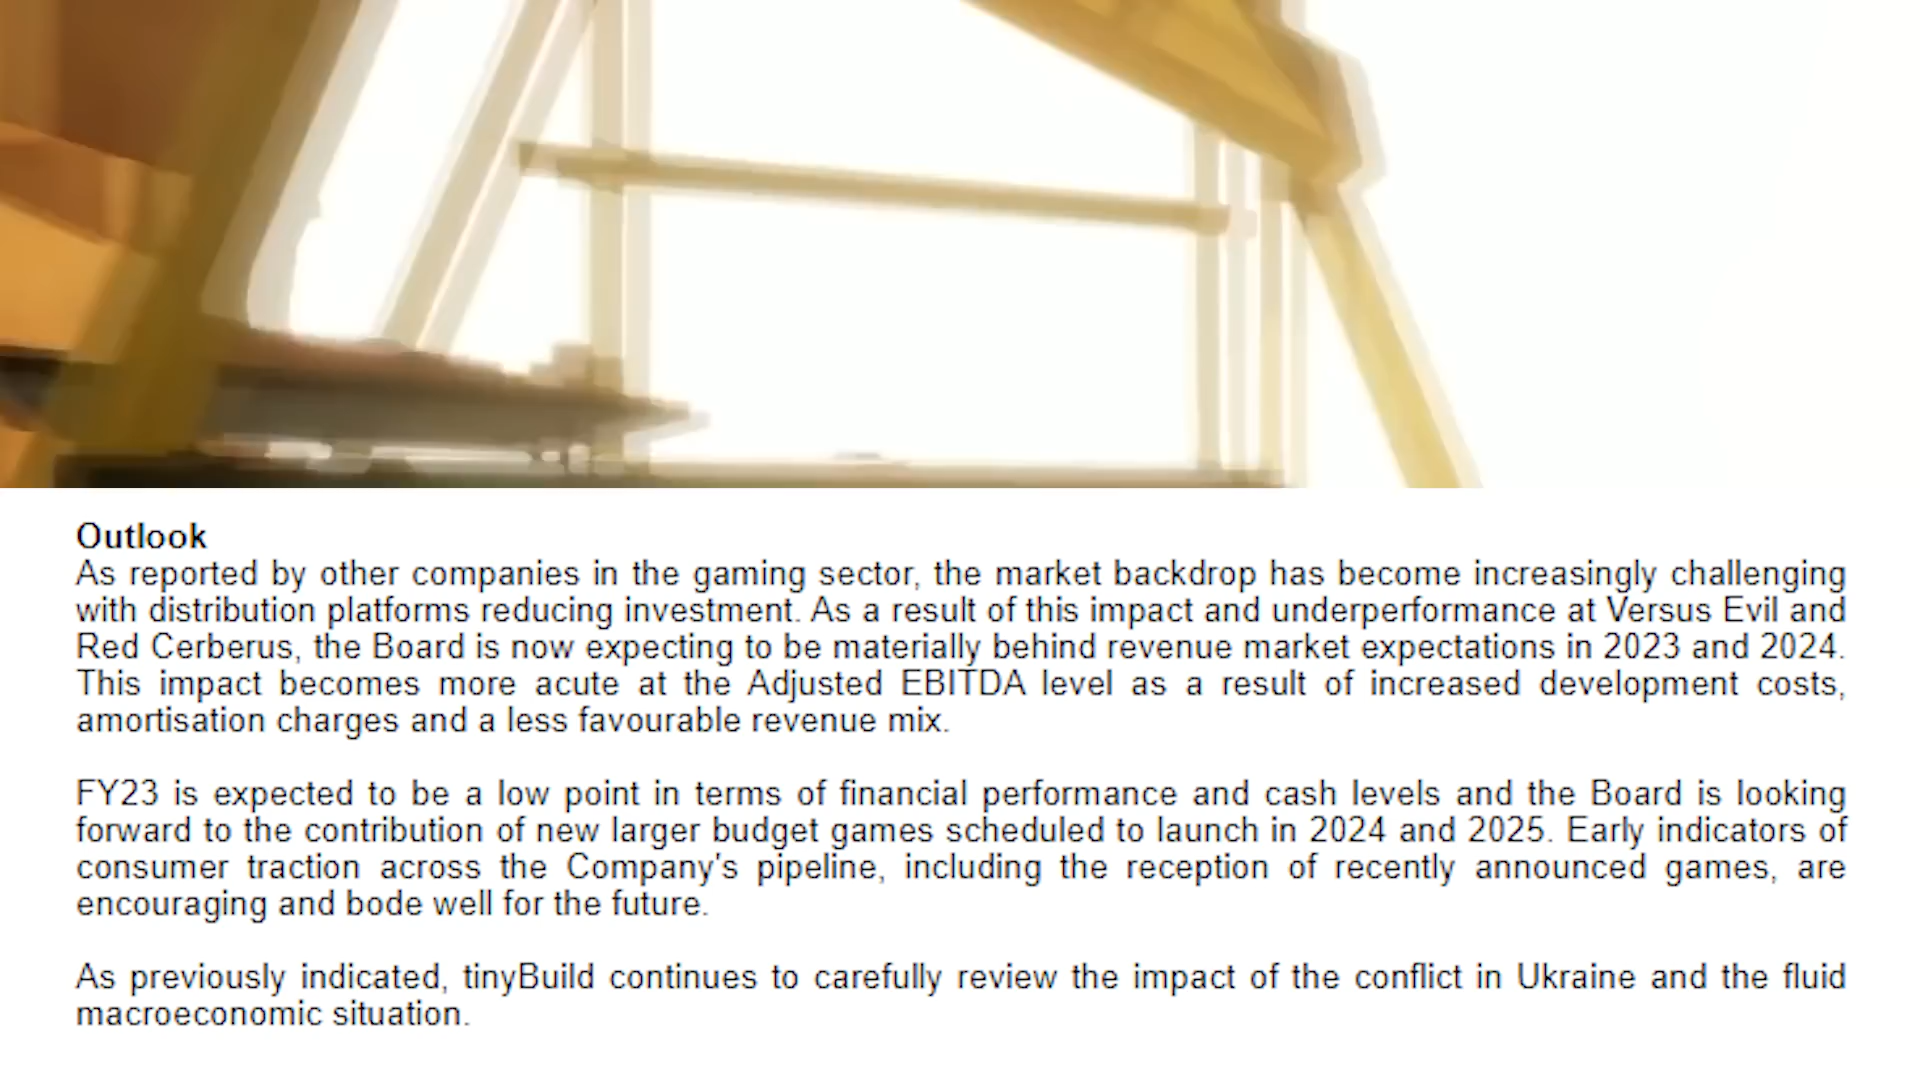 Outlook
As reported by other companies in the gaming sector, the market backdrop has become increasingly challenging
with distribution platforms reducing investment. As a result of this impact and underperformance at Versus Evil and
Red Cerberus, the Board is now expecting to be materially behind revenue market expectations in 2023 and 2024.
This impact becomes more acute at the Adjusted EBITDA level as a result of increased development costs,
amortisation charges and a less favourable revenue mix.
FY23 is expected to be a low point in terms of financial performance and cash levels and the Board is looking
forward to the contribution of new larger budget games scheduled to launch in 2024 and 2025. Early indicators of
consumer traction across the Company's pipeline, including the reception of recently announced games, are
encouraging and bode well for the future.
As previously indicated, tinyBuild continues to carefully review the impact of the conflict in Ukraine and the fluid
macroeconomic situation.